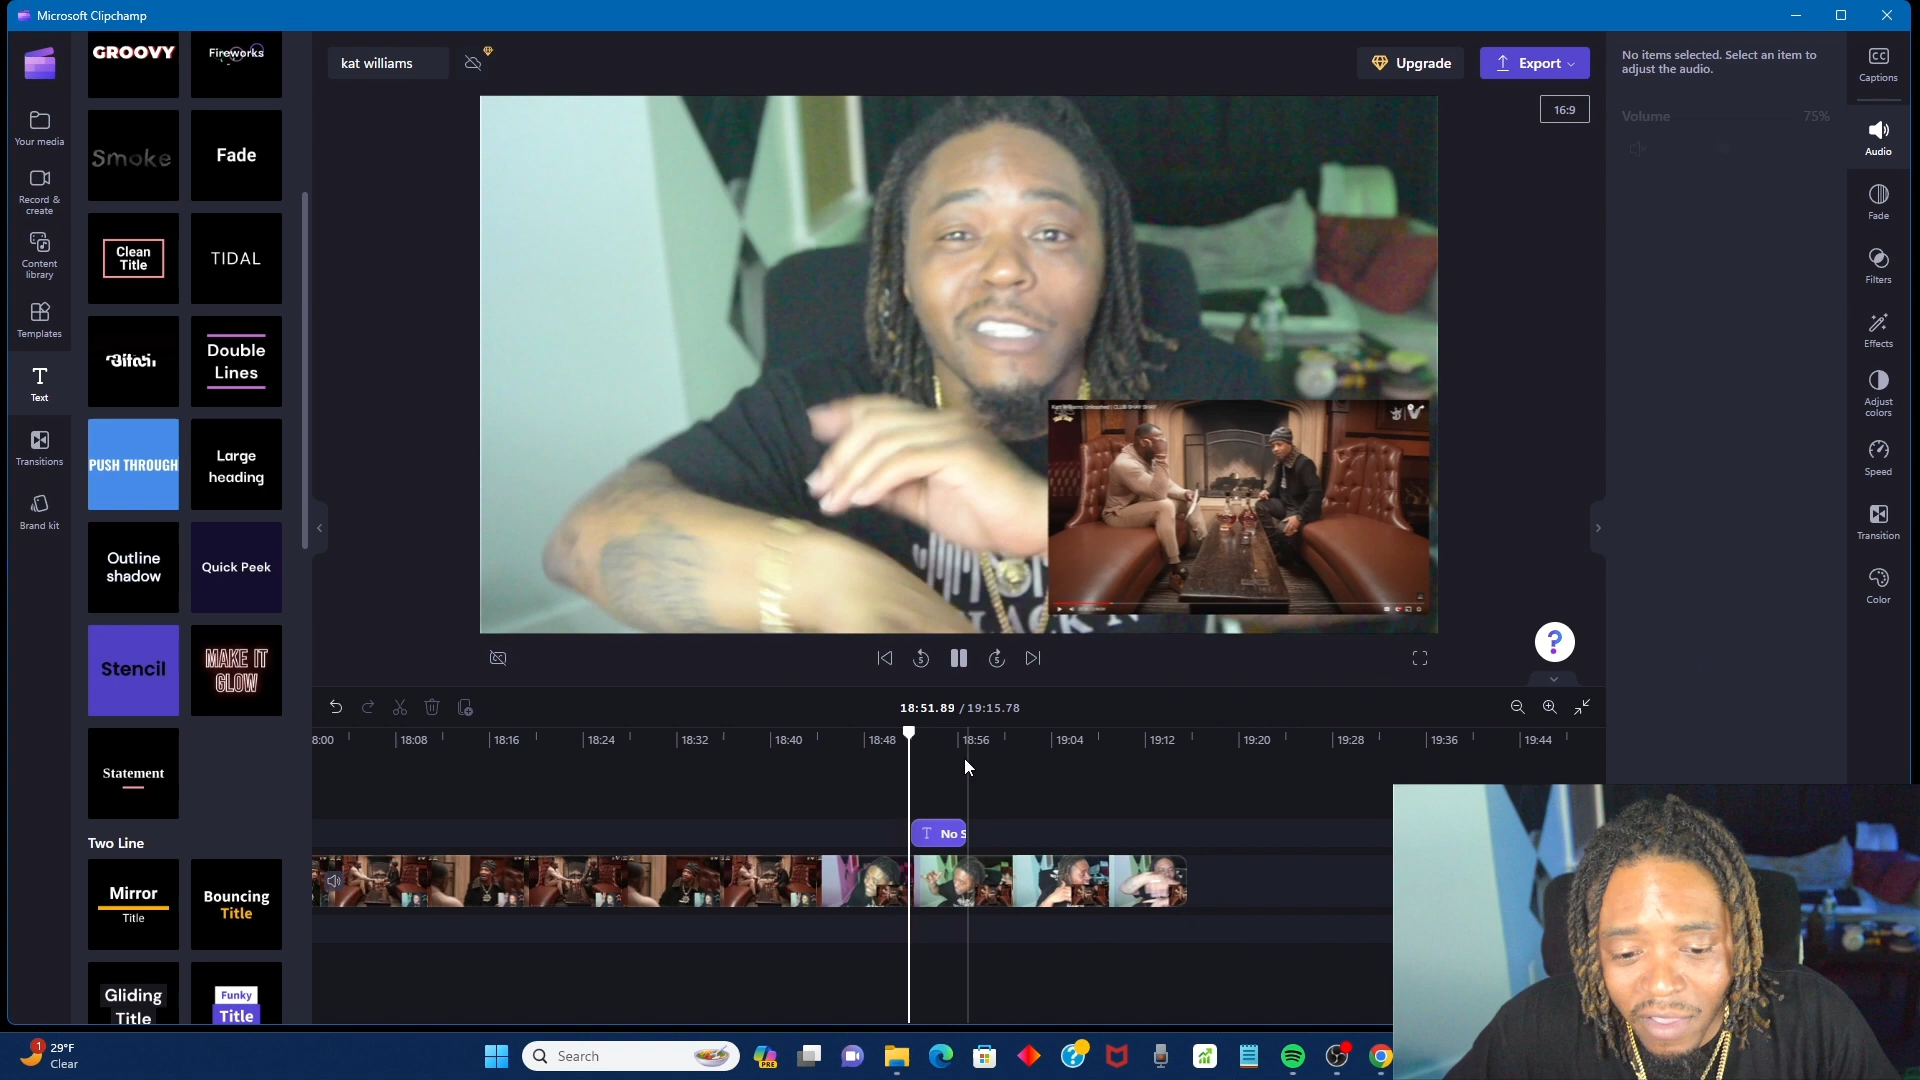 Microsoft Clipchamp
GROOVY
Fireworks
Smoke
Fade
Clean
Title
TIDAL
Double
Lines
PUSH THROUGH
Large
heading
Outline
shadow
Quick Peek
Stencil
MAKE IT
GLOW
Statement
Two Line
Mirror
Title
Bouncing
Title
Gliding
Title
Funky
Title
Your media
Record &
create
Content
library
Templates
Text
Transitions
Brand kit
kat williams
Upgrade
Export
16:9
No items selected. Select an item to
adjust the audio.
Volume
75%
Captions
Audio
Fade
Filters
Effects
Adjust
colors
Speed
Transition
Color
18:51.89 / 19:15.78
8:00
18:08
18:16
18:24
18:32
18:40
18:48
18:56
19:04
19:12
19:20
19:28
19:36
19:44
No S
1
29°F
Clear
Search
PRE